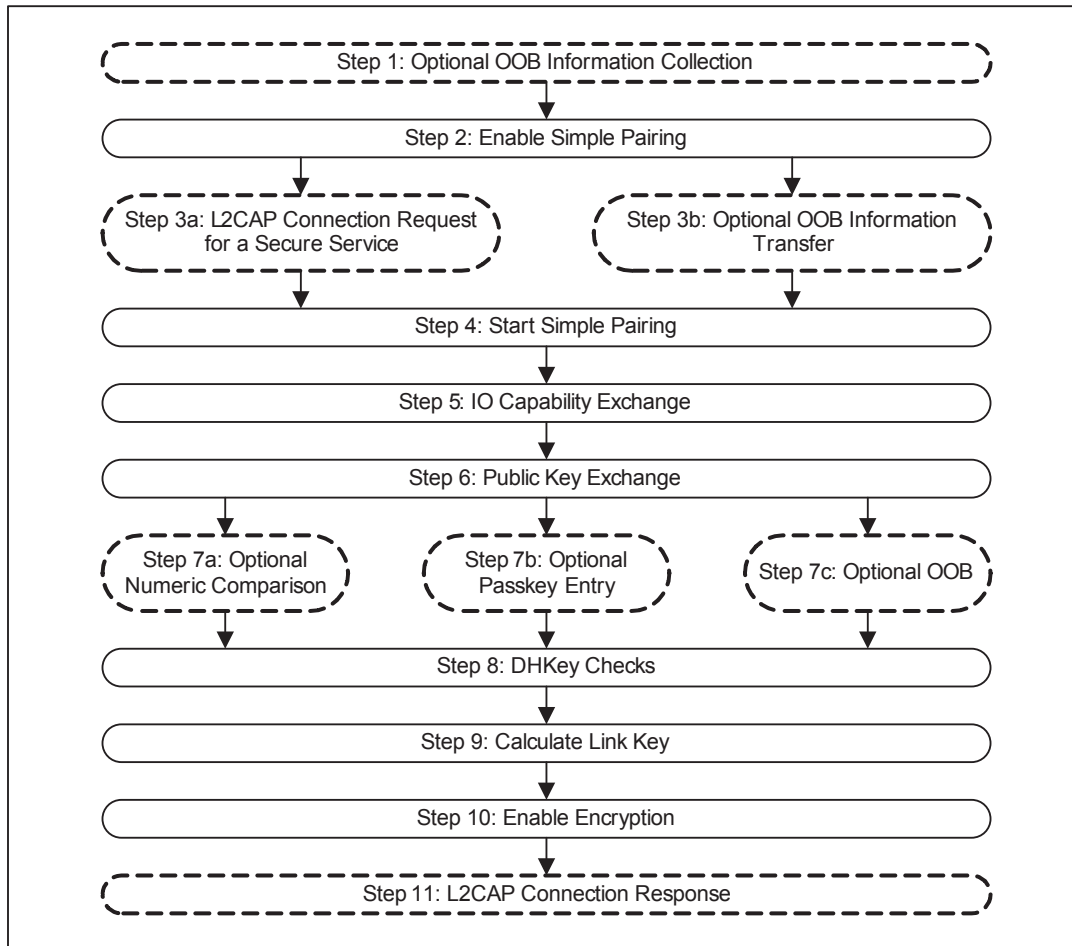 Step 1: Optional OOB Information Collection
Step 2: Enable Simple Pairing
Step 3a: L2CAP Connection Request
for a Secure Service
Step 3b: Optional OOB Information
Transfer
Step 4: Start Simple Pairing
Step 5: IO Capability Exchange
Step 6: Public Key Exchange
Step 7a: Optional
Numeric Comparison
Step 7b: Optional
Passkey Entry
Step 7c: Optional OOB
Step 8: DHKey Checks
Step 9: Calculate Link Key
Step 10: Enable Encryption
Step 11: L2CAP Connection Response